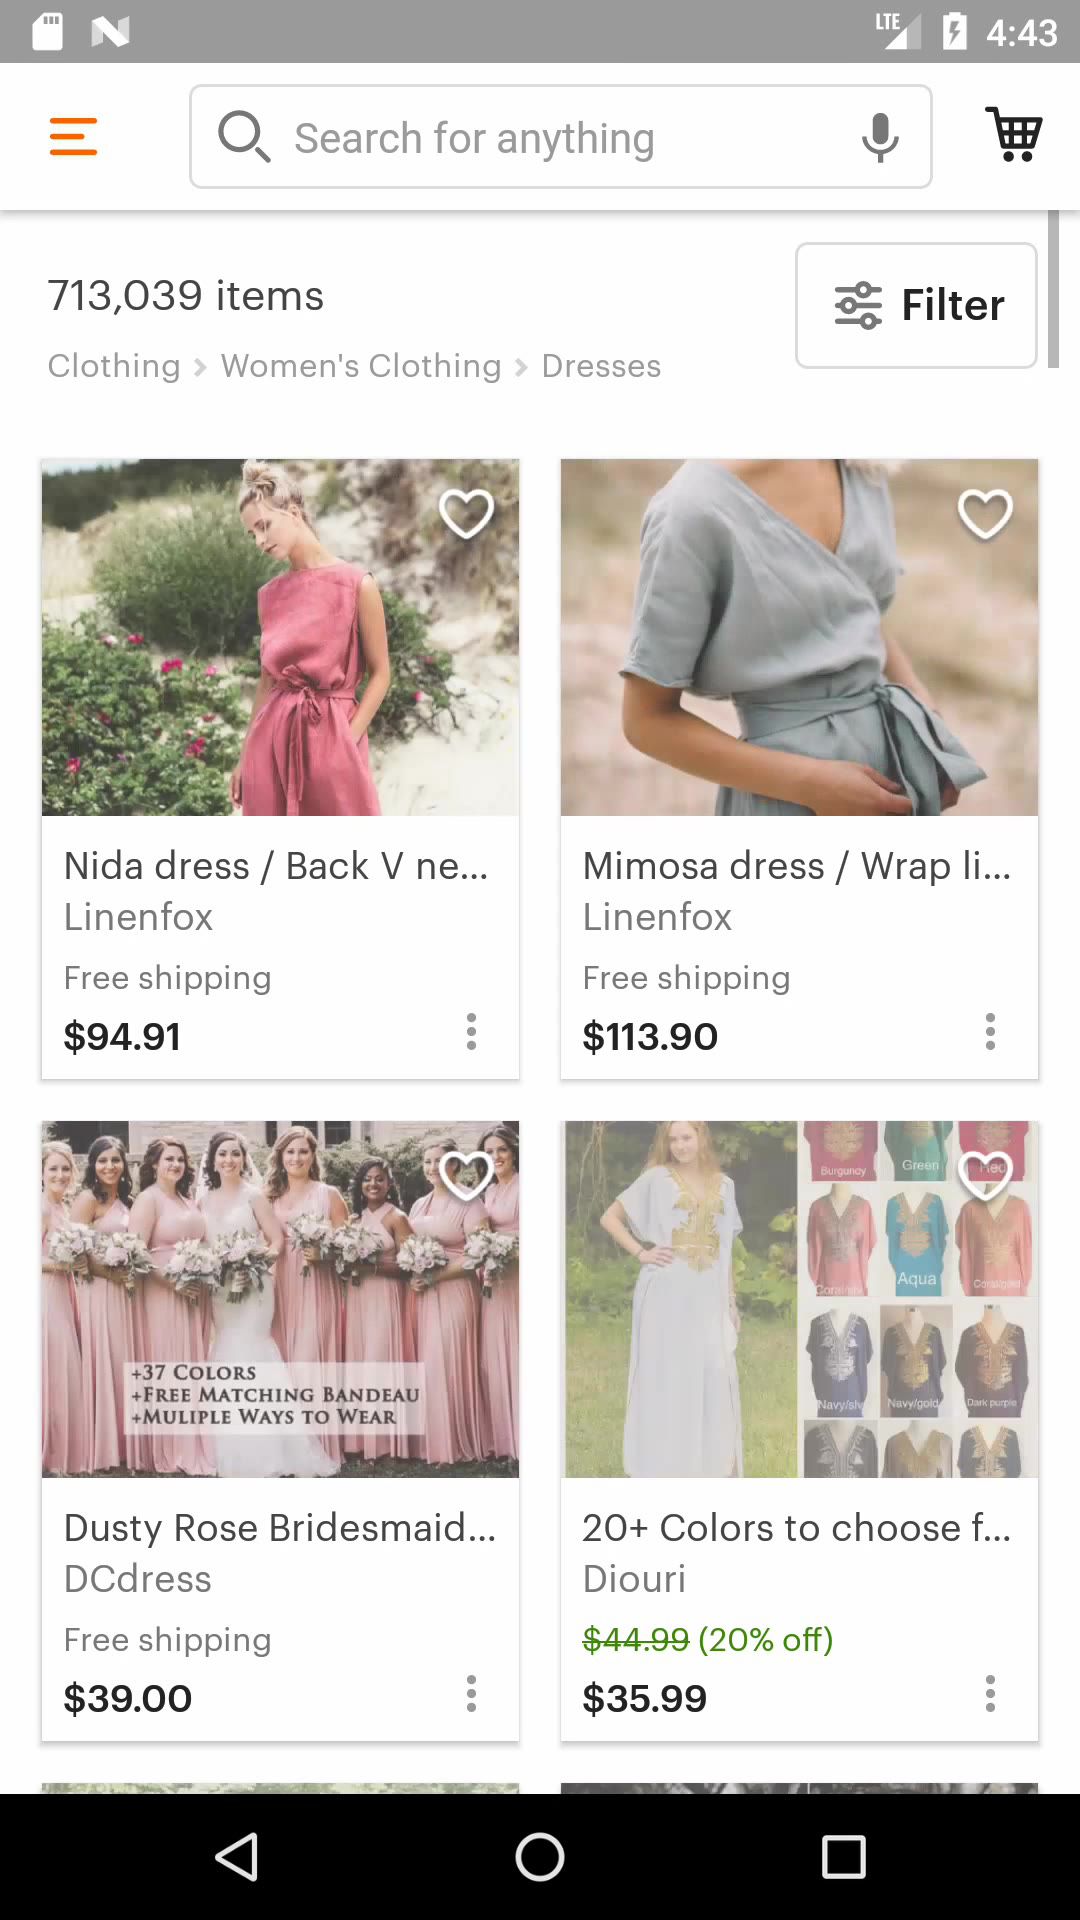 LTE 4:43
Search for anything
713,039 items
Filter
Clothing > Women's Clothing > Dresses
Nida dress / Back V ne...
Linenfox
Free shipping
$94.91
Mimosa dress / Wrap li...
Linenfox
Free shipping
$113.90
+37 Colors
+Free Matching Bandeau
+Muliple Ways to Wear
Dusty Rose Bridesmaid...
DCdress
Free shipping
$39.00
Burgundy Green Red
Aqua Coral/gold
Navy/slv Navy/gold Dark purple
20+ Colors to choose f...
Diouri
$44.99 (20% off)
$35.99